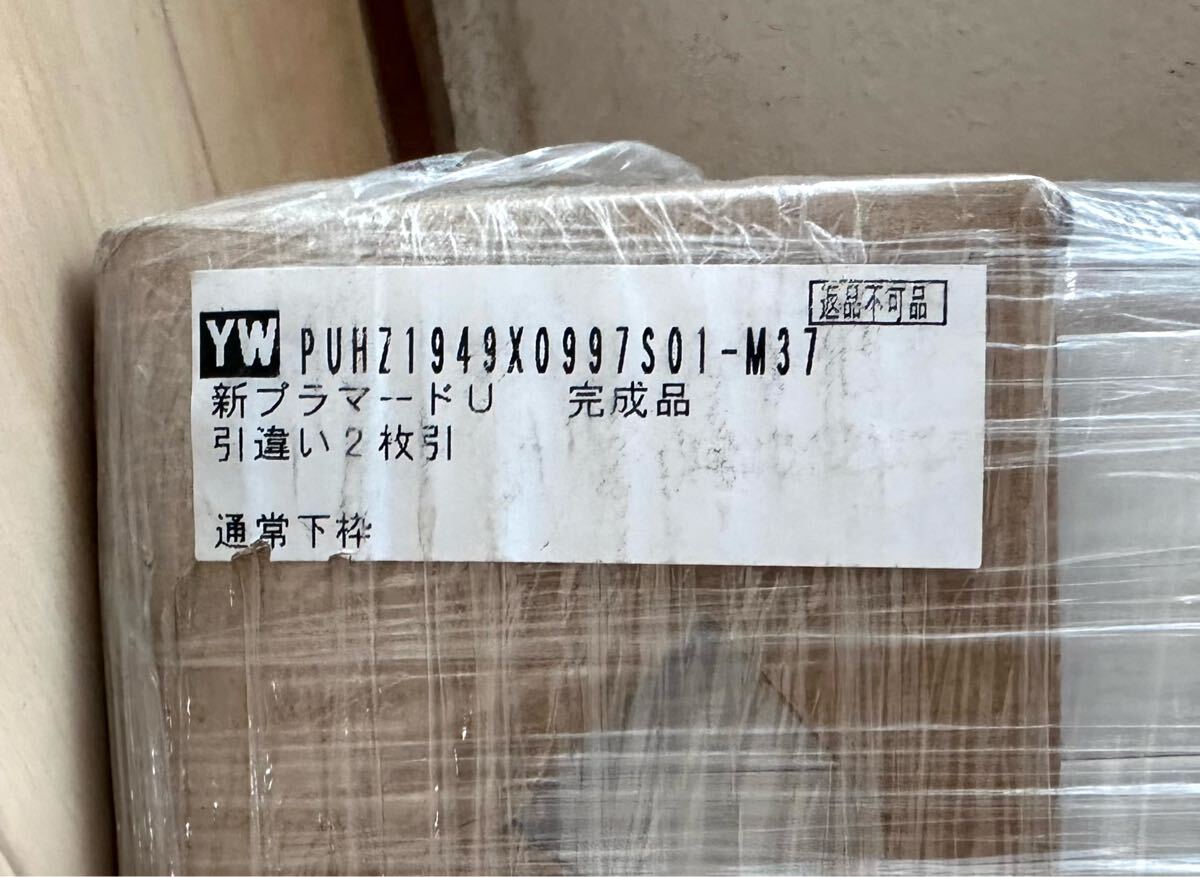 返品不可品
YW PUHZ1949X0997S01-M37
新プラマードU 完成品
引違い2枚引
通常下枠